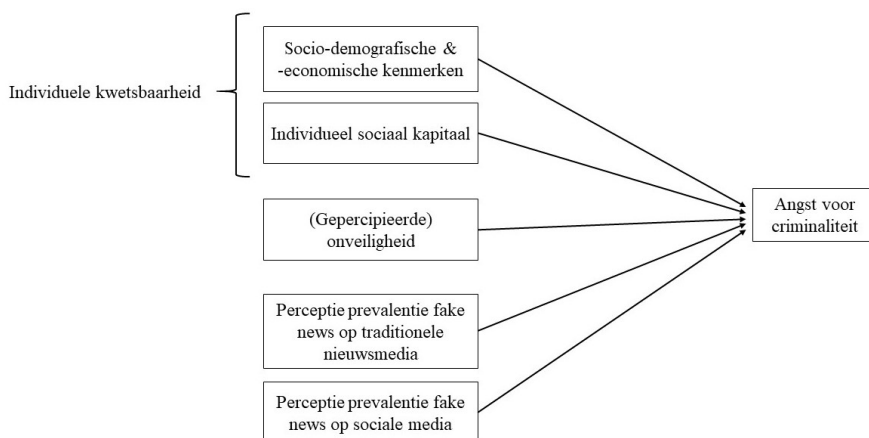 Individuele kwetsbaarheid
Socio-demografische &
-economische kenmerken
Individueel sociaal kapitaal
(Gepercipieerde)
onveiligheid
Perceptie prevalentie fake
news op traditionele
nieuwsmedia
Perceptie prevalentie fake
news op sociale media
Angst voor
criminaliteit